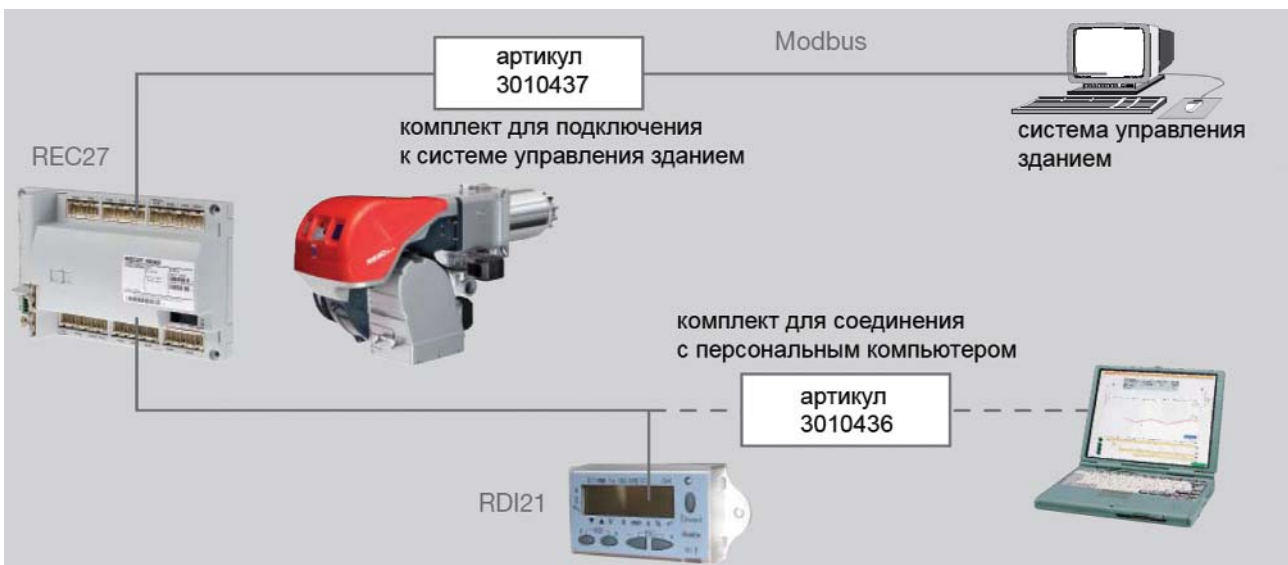 артикул
3010437
Modbus
комплект для подключения
к системе управления зданием
система управления
зданием
REC27
комплект для соединения
с персональным компьютером
артикул
3010436
RDI21